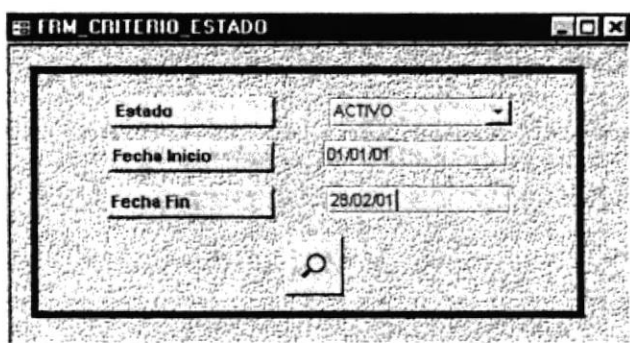 FRM_CRITERIO_ESTADO
Estado ACTIVO
Fecha Inicio 01/01/01
Fecha Fin 28/02/01